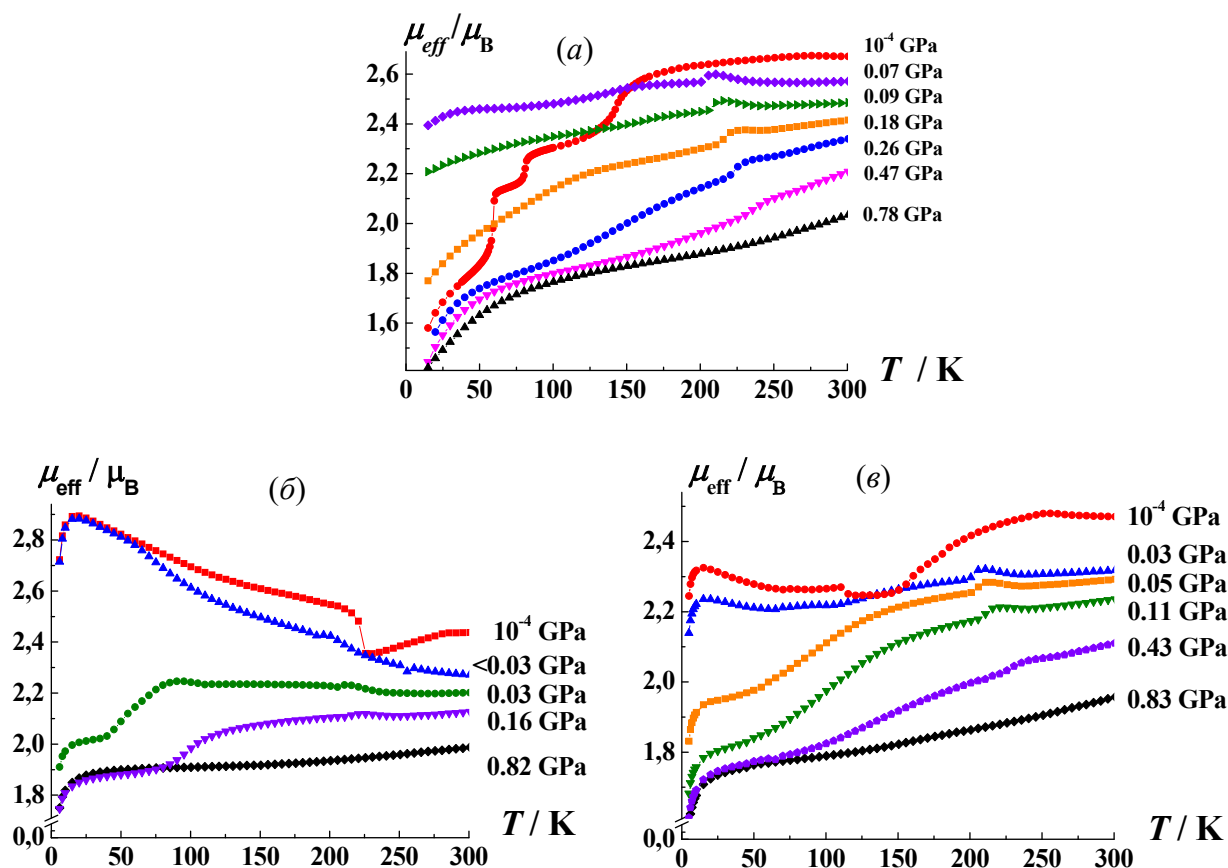 μeff/μB
(а)
10-4 GPa
0.07 GPa
0.09 GPa
0.18 GPa
0.26 GPa
0.47 GPa
0.78 GPa
2,6
2,4
2,2
2,0
1,8
1,6
0 50 100 150 200 250 300
T / K
μeff / μB
(б)
10-4 GPa
<0.03 GPa
0.03 GPa
0.16 GPa
0.82 GPa
2,8
2,6
2,4
2,2
2,0
1,8
0,0
0 50 100 150 200 250 300
T / K
μeff / μB
(в)
10-4 GPa
0.03 GPa
0.05 GPa
0.11 GPa
0.43 GPa
0.83 GPa
2,4
2,2
2,0
1,8
0,0
0 50 100 150 200 250 300
T / K